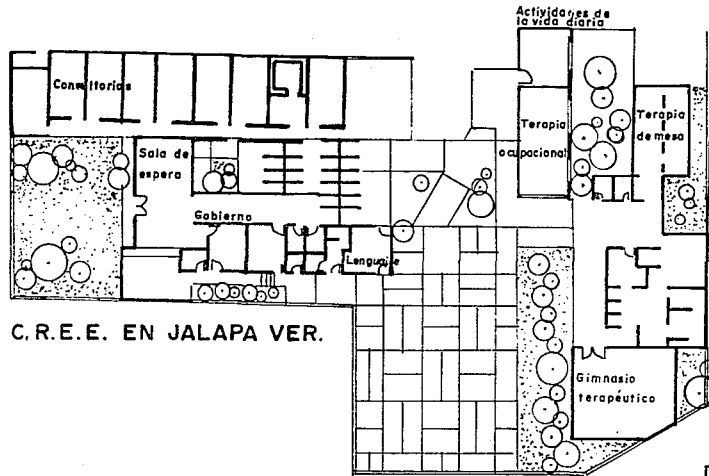 Actividades de
la vida diaria
Consultorios
Terapia
ocupacional
Terapia
de mesa
Sala de
espera
Gobierno
Lenguaje
C.R.E.E. EN JALAPA VER.
Gimnasio
terapéutico